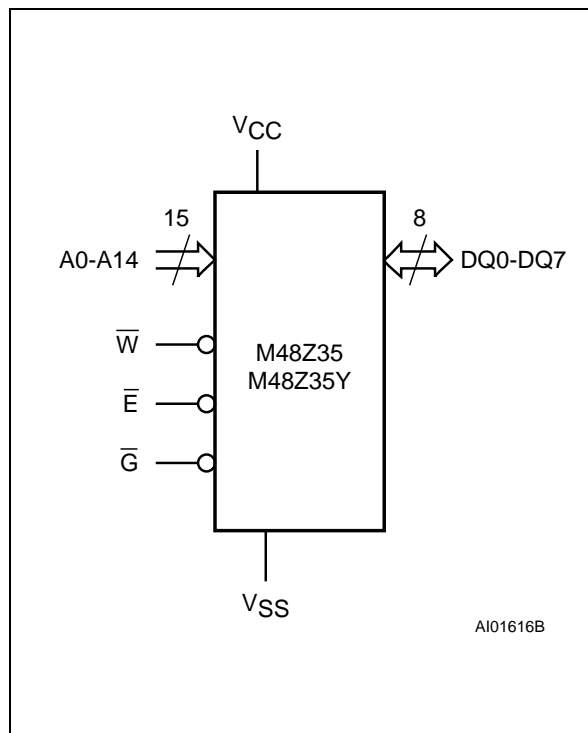 VCC
15
8
A0-A14
DQ0-DQ7
W
M48Z35
M48Z35Y
E
G
VSS
AI01616B